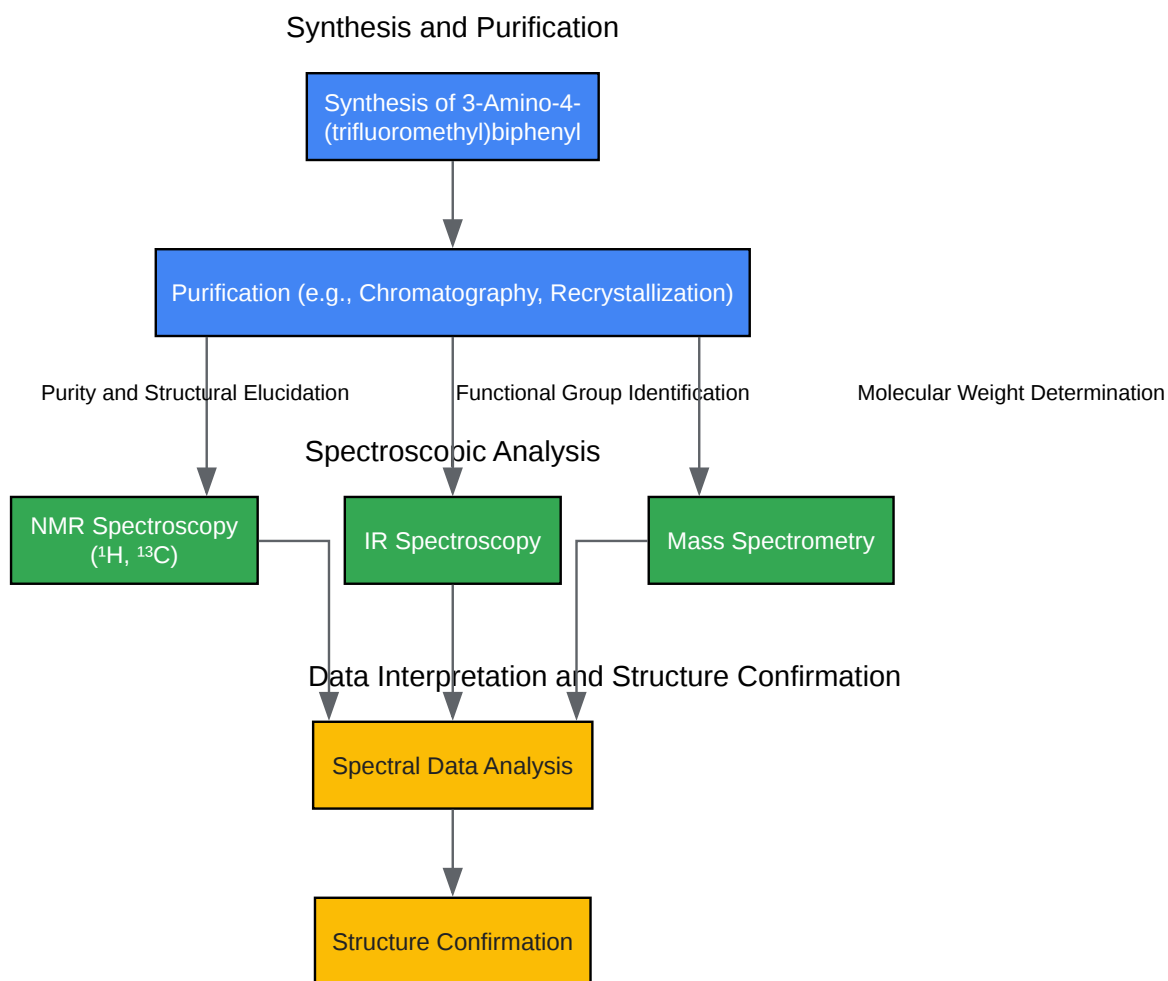 Synthesis and Purification
Synthesis of 3-Amino-4-
(trifluoromethyl)biphenyl
Purification (e.g., Chromatography, Recrystallization)
Purity and Structural Elucidation
Functional Group Identification
Molecular Weight Determination
Spectroscopic Analysis
NMR Spectroscopy
(¹H, ¹³C)
IR Spectroscopy
Mass Spectrometry
Data Interpretation and Structure Confirmation
Spectral Data Analysis
Structure Confirmation